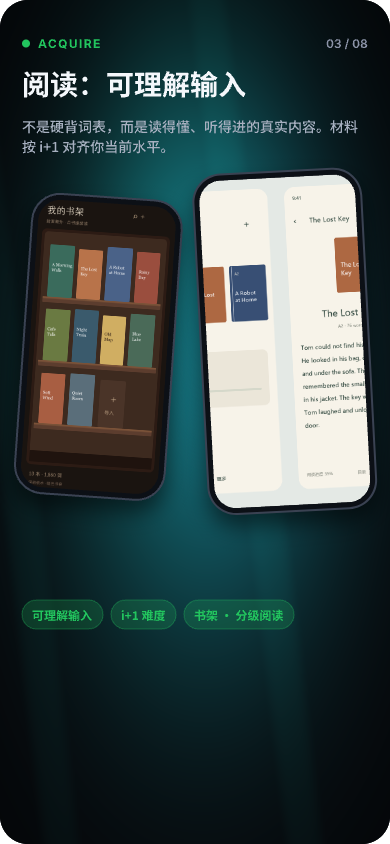 ACQUIRE
03 / 08
阅读：可理解输入
不是硬背词表，而是读得懂、听得进的真实内容。材料
按 i+1 对齐你当前水平。
我的书架
A Morning
Walk
The Lost
Key
A Robot
at Home
Rainy
Day
Cafe
Talk
Night
Train
Old
Map
Blue
Lake
Soft
Wind
Quiet
Room
+
+
Lost
A2
A Robot
at Home
9:41
‹
The Lost Key
The Lo
Key
The Lost
Tom could not find his
He looked in his bag,
and under the sofa. Th
remembered the smal
in his jacket. The key w
Tom laughed and unlo
door.
可理解输入
i+1 难度
书架 · 分级阅读